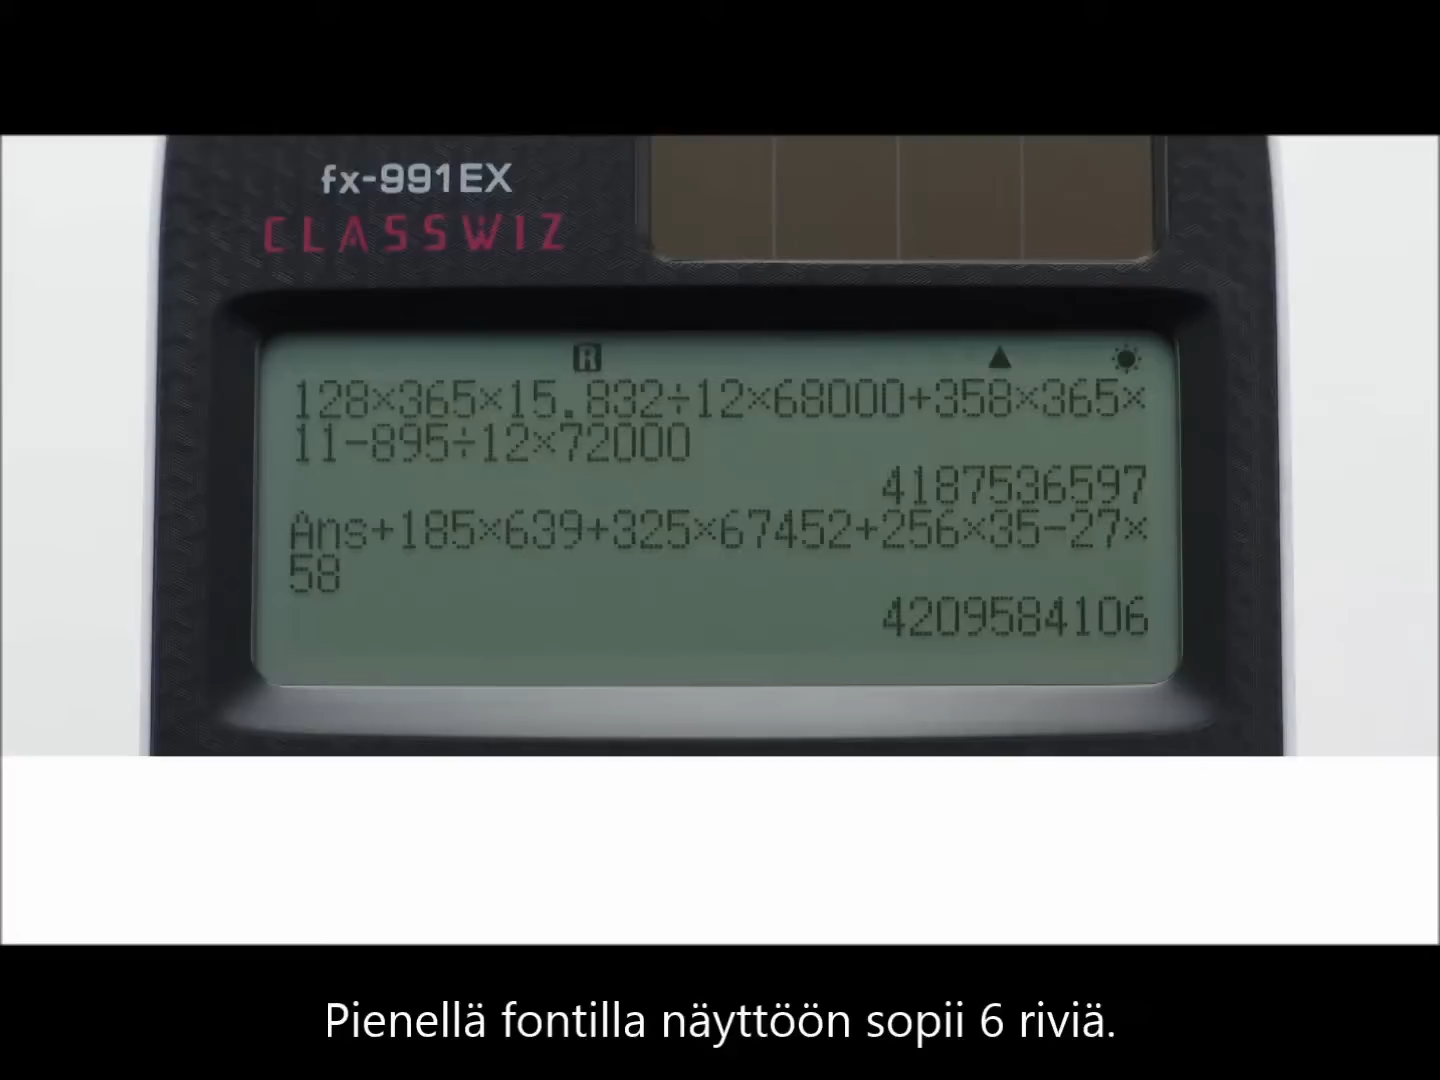 fx-991EX
CLASSWIZ
R
128×365×15.832÷12×68000+358×365×
11-895÷12×72000
4187536597
Ans+185×639+325×67452+256×35-27×
58
4209584106
Pienellä fontilla näyttöön sopii 6 riviä.